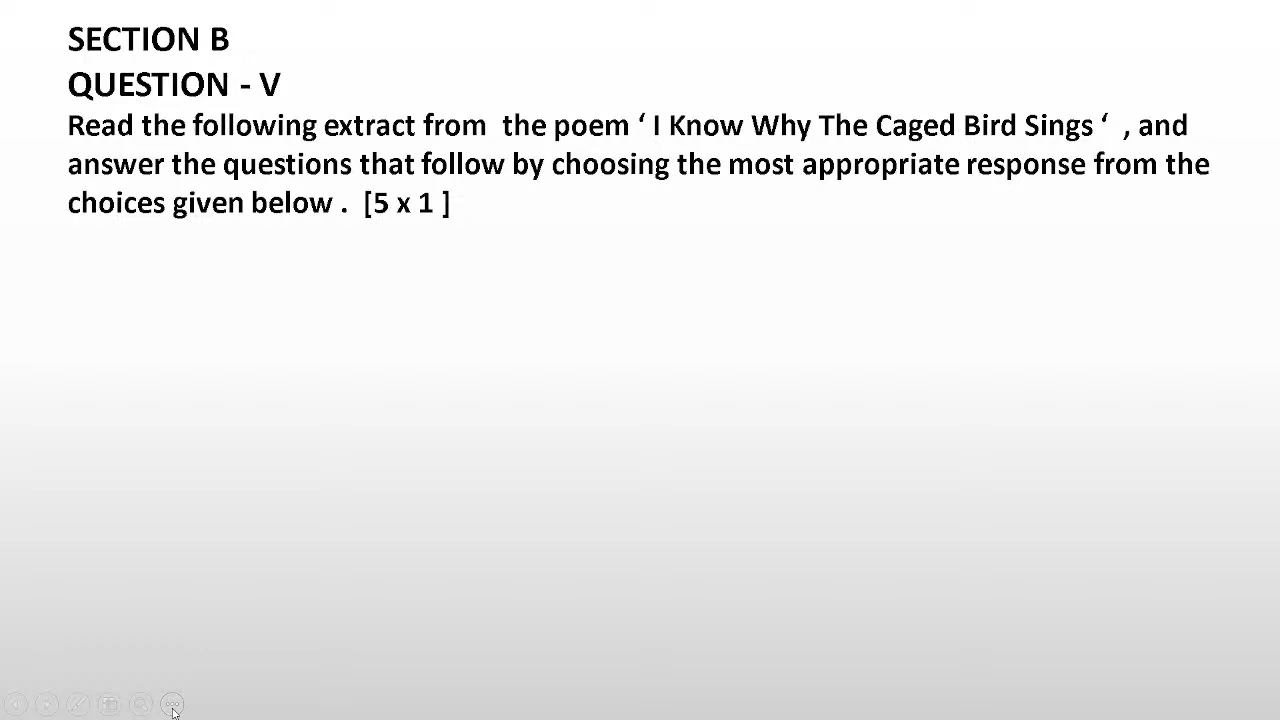 SECTION B
QUESTION - V
Read the following extract from  the poem ‘ I Know Why The Caged Bird Sings ‘  , and
answer the questions that follow by choosing the most appropriate response from the
choices given below .  [5 x 1 ]